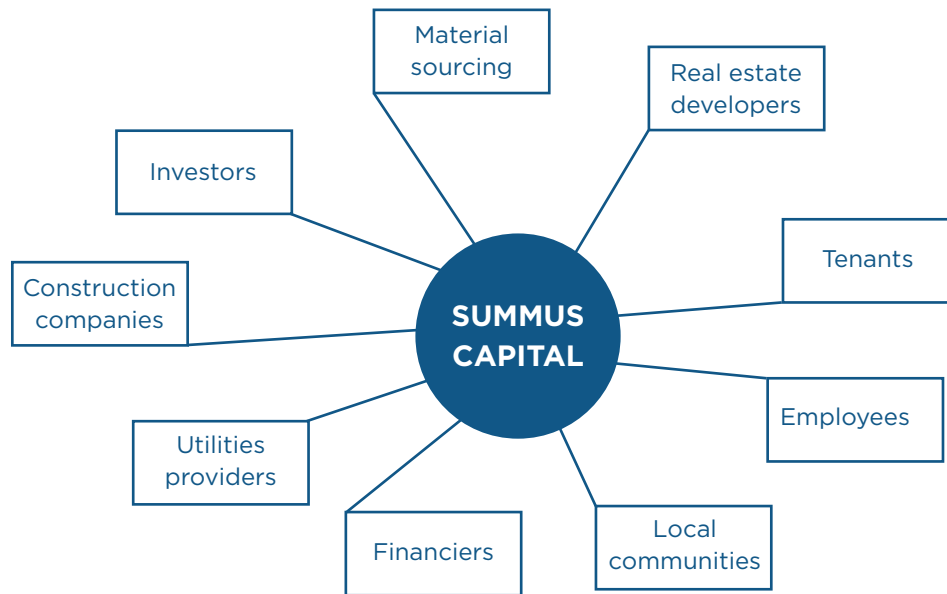 Material
sourcing
Real estate
developers
Investors
Tenants
Construction
companies
SUMMUS
CAPITAL
Employees
Utilities
providers
Local
communities
Financiers